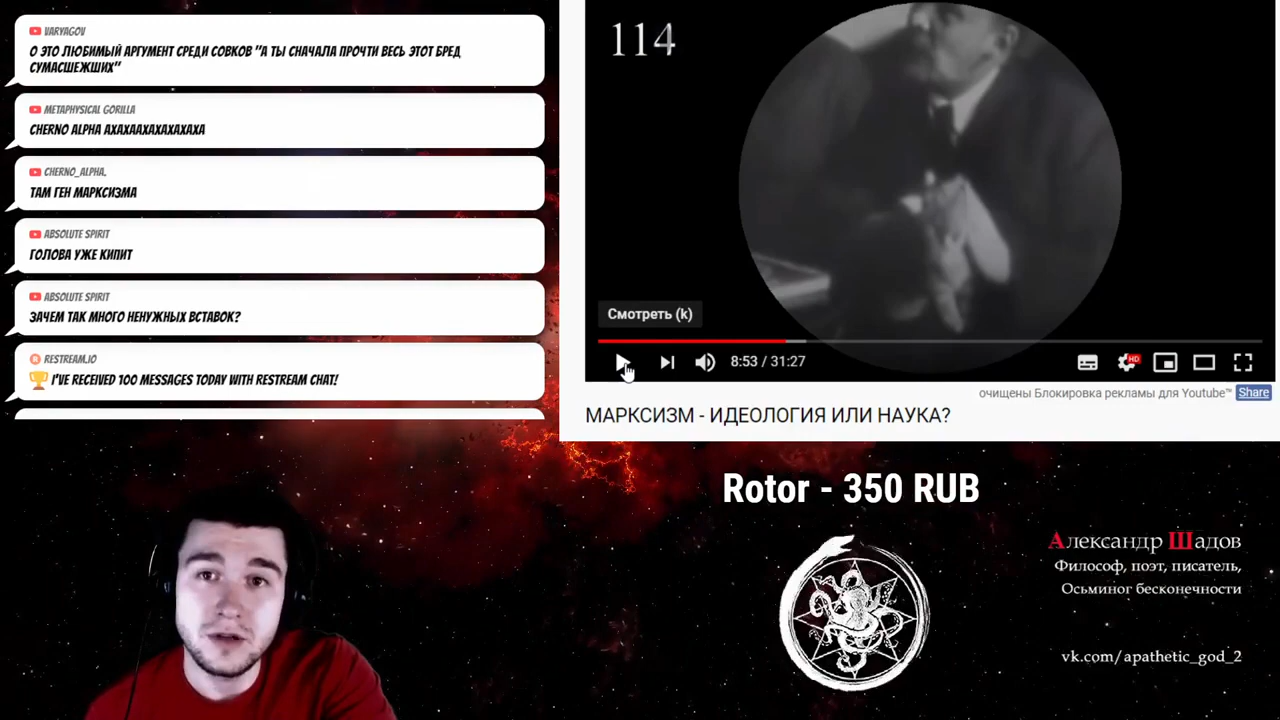 VARYAGOV
О ЭТО ЛЮБИМЫЙ АРГУМЕНТ СРЕДИ СОВКОВ "А ТЫ СНАЧАЛА ПРОЧТИ ВЕСЬ ЭТОТ БРЕД
СУМАСШЕЖШИХ"
METAPHYSICAL GORILLA
CHERNO ALPHA АХАХААХАХАХАХАХА
CHERNO_ALPHA.
ТАМ ГЕН МАРКСИЗМА
ABSOLUTE SPIRIT
ГОЛОВА УЖЕ КИПИТ
ABSOLUTE SPIRIT
ЗАЧЕМ ТАК МНОГО НЕНУЖНЫХ ВСТАВОК?
RESTREAM.IO
I'VE RECEIVED 100 MESSAGES TODAY WITH RESTREAM CHAT!
114
Смотреть (k)
8:53 / 31:27
HD
очищены Блокировка рекламы для Youtube™ Share
МАРКСИЗМ - ИДЕОЛОГИЯ ИЛИ НАУКА?
Rotor - 350 RUB
Александр Шадов
Философ, поэт, писатель,
Осьминог бесконечности
vk.com/apathetic_god_2